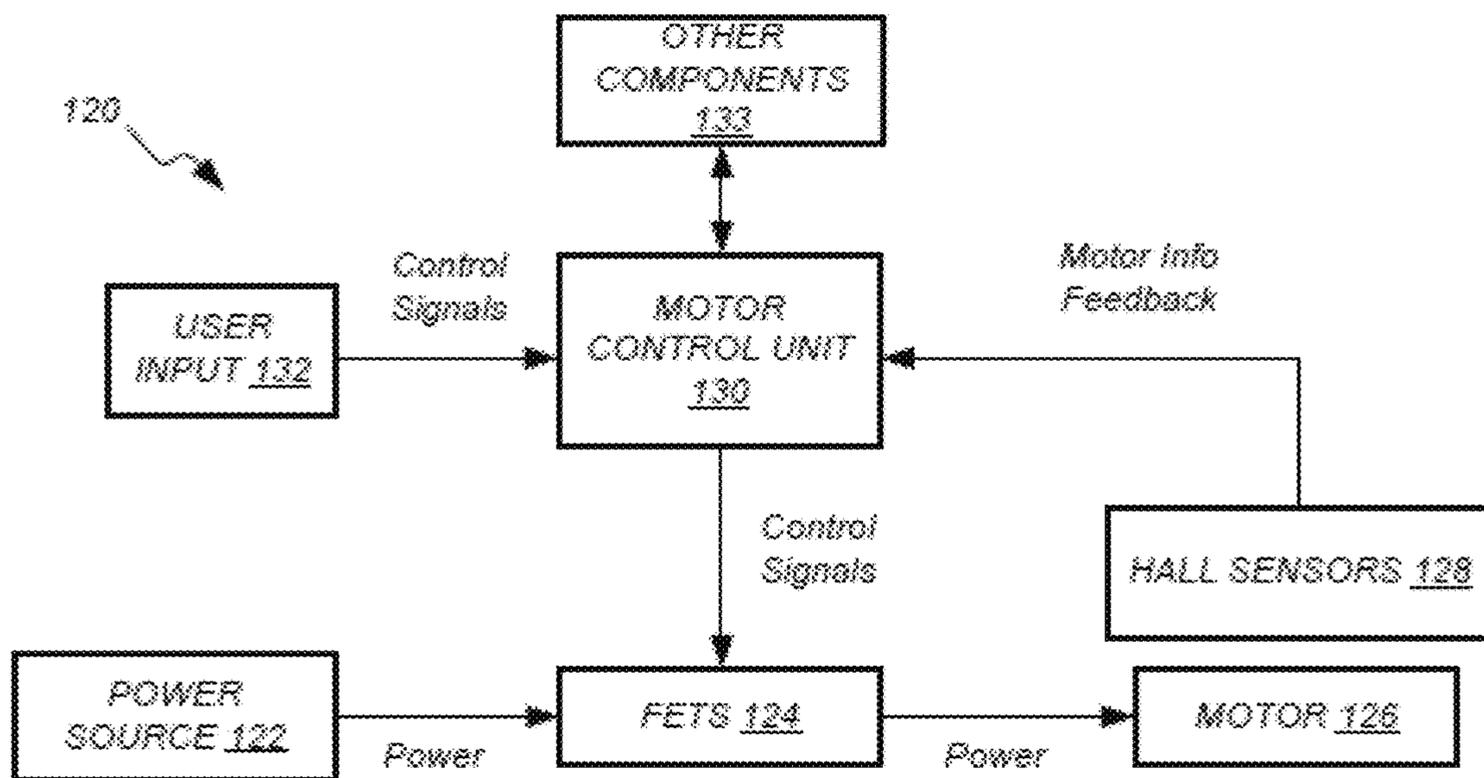 OTHER
COMPONENTS
133
120
Control
Signals
Motor Info
Feedback
USER
INPUT 132
MOTOR
CONTROL UNIT
130
Control
Signals
HALL SENSORS 128
POWER
SOURCE 122
Power
FETS 124
Power
MOTOR 126